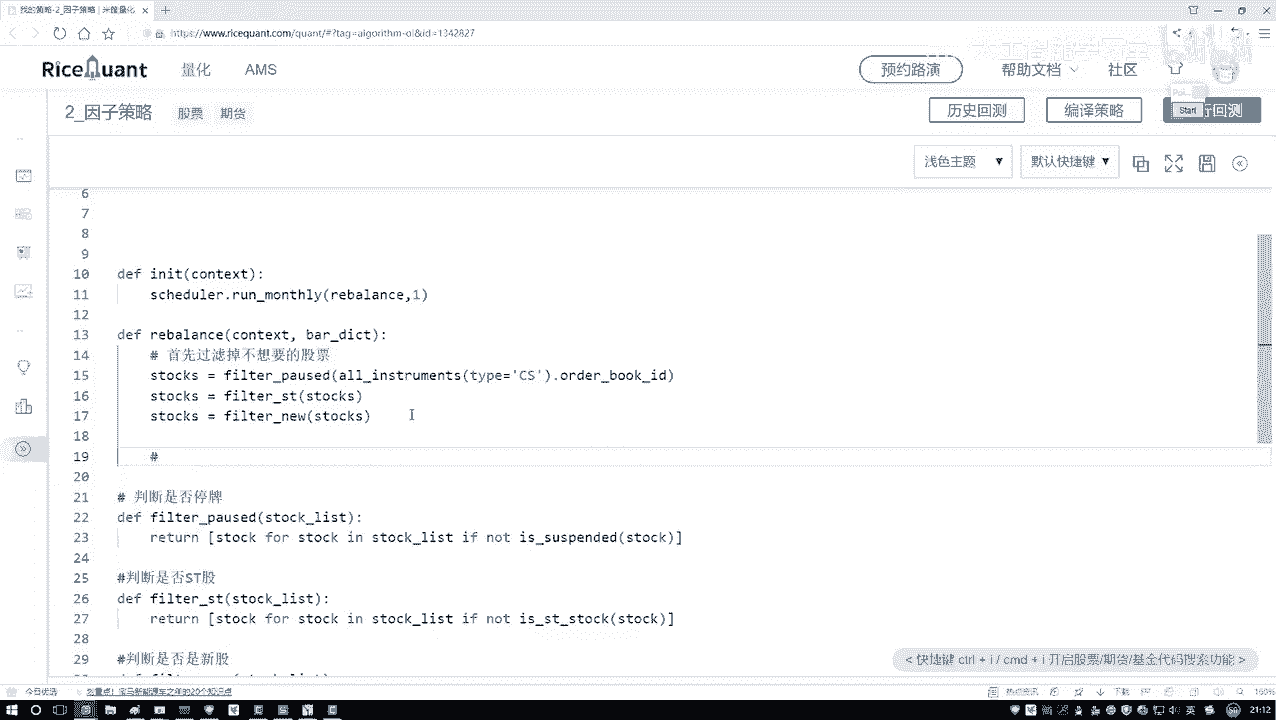 我的策略-2_因子策略 | 米筐量化
https://www.ricequant.com/quant/#?tag=algorithm-ol&id=1342827
RiceQuant 量化 AMS 预约路演 帮助文档 社区
2_因子策略 股票 期货 历史回测 编译策略 Start 行回测
浅色主题 ▼ 默认快捷键 ▼
6
7
8
9
10 def init(context):
11 scheduler.run_monthly(rebalance,1)
12
13 def rebalance(context, bar_dict):
14 # 首先过滤掉不想要的股票
15 stocks = filter_paused(all_instruments(type='CS').order_book_id)
16 stocks = filter_st(stocks)
17 stocks = filter_new(stocks)
18
19 #
20
21 # 判断是否停牌
22 def filter_paused(stock_list):
23 return [stock for stock in stock_list if not is_suspended(stock)]
24
25 #判断是否ST股
26 def filter_st(stock_list):
27 return [stock for stock in stock_list if not is_st_stock(stock)]
28
29 #判断是否是新股
< 快捷键 ctrl + i / cmd + i 开启股票/期货/基金代码搜索功能 >
今日优选
21:12